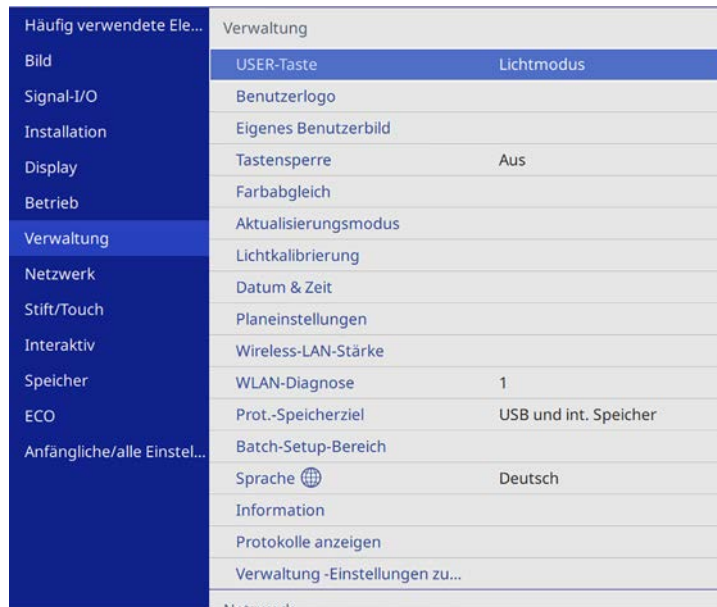 Häufig verwendete Ele...
Bild
Signal-I/O
Installation
Display
Betrieb
Verwaltung
Netzwerk
Stift/Touch
Interaktiv
Speicher
ECO
Anfängliche/alle Einstel...
Verwaltung
USER-Taste Lichtmodus
Benutzerlogo
Eigenes Benutzerbild
Tastensperre Aus
Farbabgleich
Aktualisierungsmodus
Lichtkalibrierung
Datum & Zeit
Planeinstellungen
Wireless-LAN-Stärke
WLAN-Diagnose 1
Prot.-Speicherziel USB und int. Speicher
Batch-Setup-Bereich
Sprache Deutsch
Information
Protokolle anzeigen
Verwaltung -Einstellungen zu...